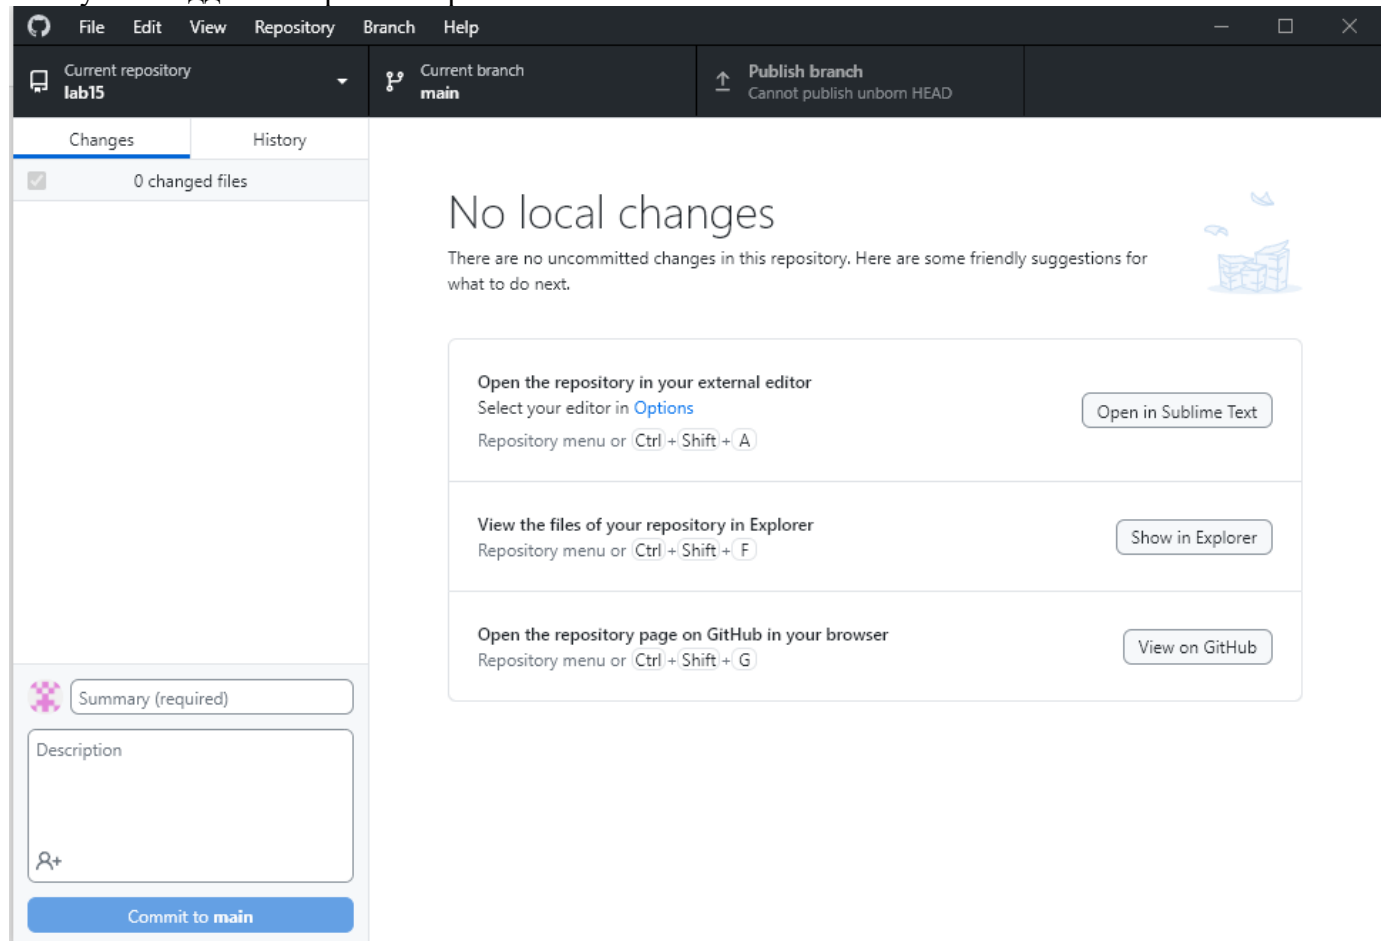 File Edit View Repository Branch Help
Current repository
lab15
Current branch
main
Publish branch
Cannot publish unborn HEAD
Changes History
0 changed files
No local changes
There are no uncommitted changes in this repository. Here are some friendly suggestions for
what to do next.
Open the repository in your external editor
Select your editor in Options
Repository menu or Ctrl + Shift + A
Open in Sublime Text
View the files of your repository in Explorer
Repository menu or Ctrl + Shift + F
Show in Explorer
Open the repository page on GitHub in your browser
Repository menu or Ctrl + Shift + G
View on GitHub
Summary (required)
Description
Commit to main